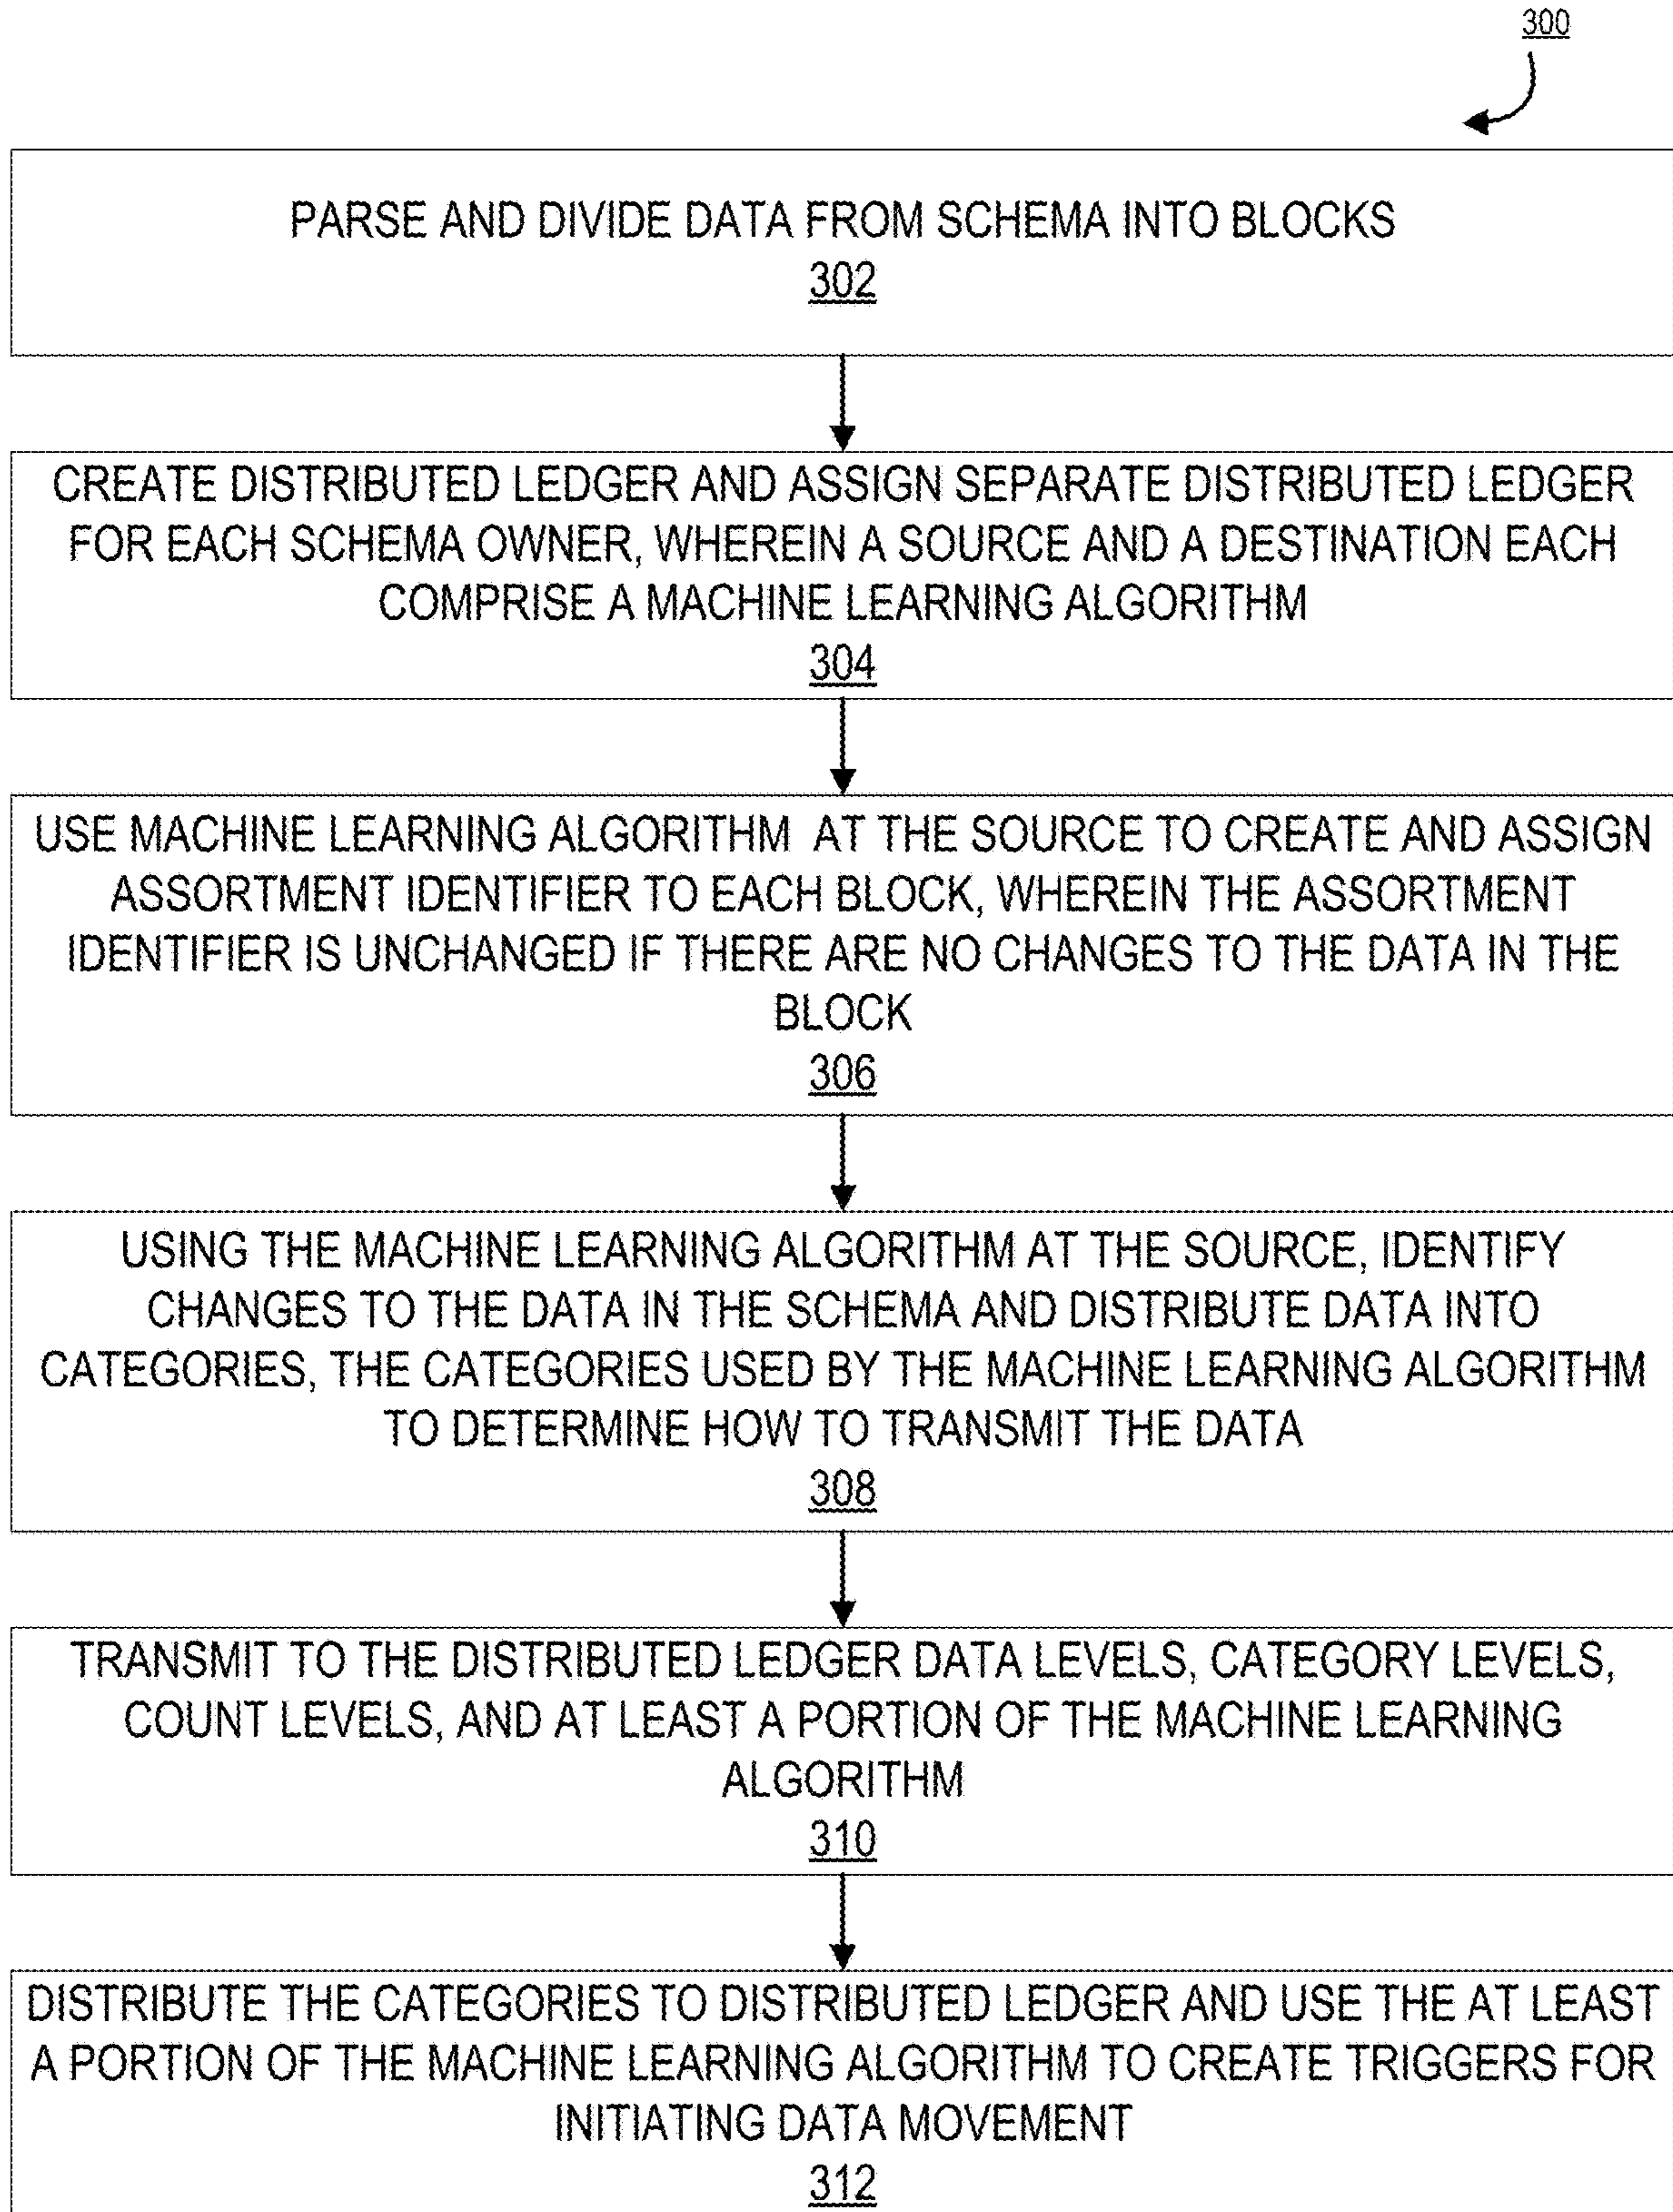 300
PARSE AND DIVIDE DATA FROM SCHEMA INTO BLOCKS
302
CREATE DISTRIBUTED LEDGER AND ASSIGN SEPARATE DISTRIBUTED LEDGER
FOR EACH SCHEMA OWNER, WHEREIN A SOURCE AND A DESTINATION EACH
COMPRISE A MACHINE LEARNING ALGORITHM
304
USE MACHINE LEARNING ALGORITHM AT THE SOURCE TO CREATE AND ASSIGN
ASSORTMENT IDENTIFIER TO EACH BLOCK, WHEREIN THE ASSORTMENT
IDENTIFIER IS UNCHANGED IF THERE ARE NO CHANGES TO THE DATA IN THE
BLOCK
306
USING THE MACHINE LEARNING ALGORITHM AT THE SOURCE, IDENTIFY
CHANGES TO THE DATA IN THE SCHEMA AND DISTRIBUTE DATA INTO
CATEGORIES, THE CATEGORIES USED BY THE MACHINE LEARNING ALGORITHM
TO DETERMINE HOW TO TRANSMIT THE DATA
308
TRANSMIT TO THE DISTRIBUTED LEDGER DATA LEVELS, CATEGORY LEVELS,
COUNT LEVELS, AND AT LEAST A PORTION OF THE MACHINE LEARNING
ALGORITHM
310
DISTRIBUTE THE CATEGORIES TO DISTRIBUTED LEDGER AND USE THE AT LEAST
A PORTION OF THE MACHINE LEARNING ALGORITHM TO CREATE TRIGGERS FOR
INITIATING DATA MOVEMENT
312